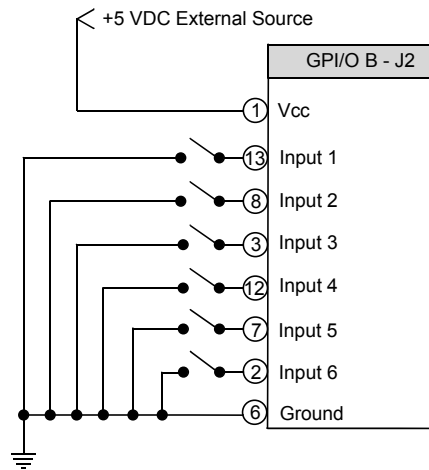 +5 VDC External Source
GPI/O B - J2
1 Vcc
13 Input 1
8 Input 2
3 Input 3
12 Input 4
7 Input 5
2 Input 6
6 Ground